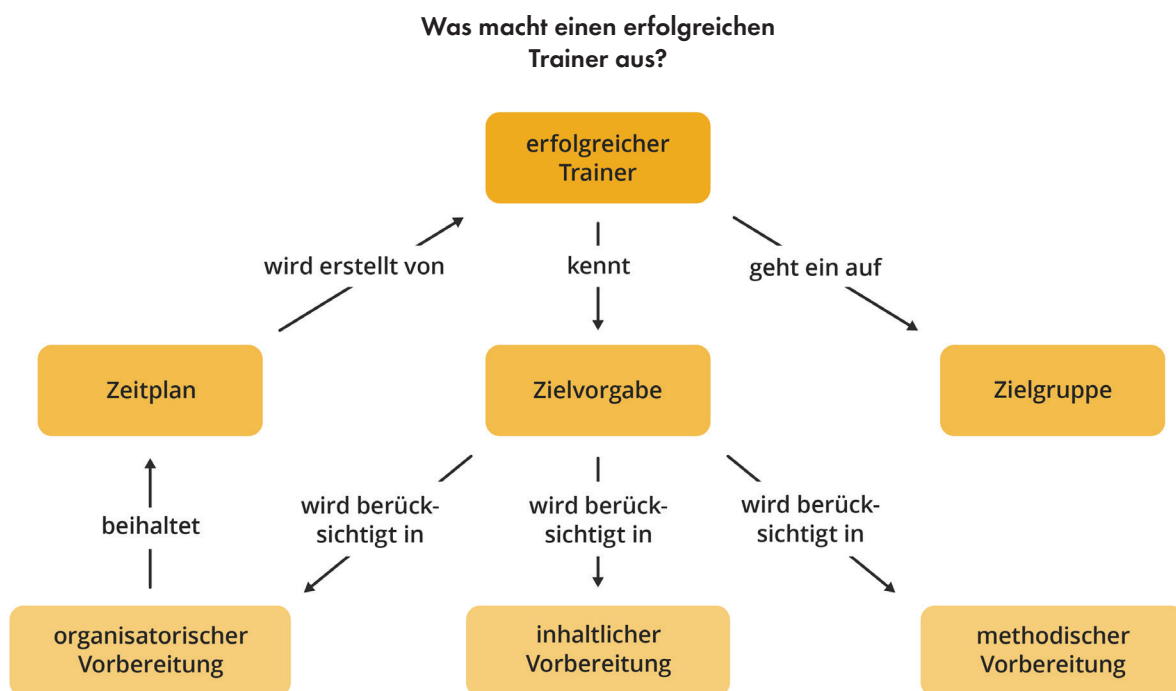 Was macht einen erfolgreichen
Trainer aus?
erfolgreicher
Trainer
wird erstellt von
kennt
geht ein auf
Zeitplan
Zielvorgabe
Zielgruppe
beihaltet
wird berück-
sichtigt in
wird berück-
sichtigt in
wird berück-
sichtigt in
organisatorischer
Vorbereitung
inhaltlicher
Vorbereitung
methodischer
Vorbereitung